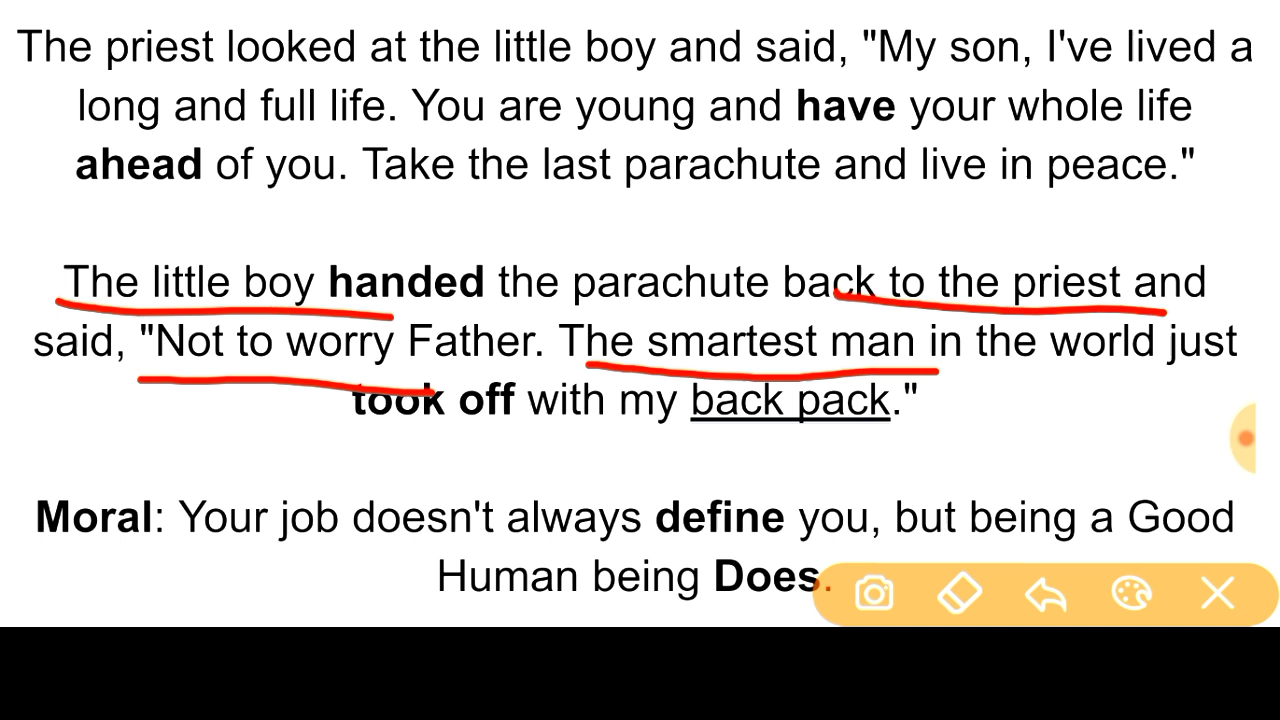 The priest looked at the little boy and said, "My son, I've lived a
long and full life. You are young and have your whole life
ahead of you. Take the last parachute and live in peace."
The little boy handed the parachute back to the priest and
said, "Not to worry Father. The smartest man in the world just
took off with my back pack."
Moral: Your job doesn't always define you, but being a Good
Human being Does.